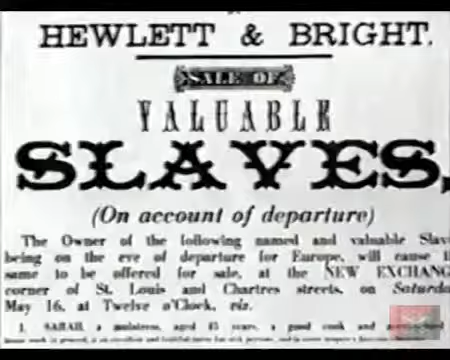 HEWLETT & BRIGHT.
SALE OF
VALUABLE
SLAVES,
(On account of departure)
The Owner of the following named and valuable Slav
being on the eve of departure for Europe, will cause t
same to be offered for sale, at the NEW EXCHANG
corner of St. Louis and Chartres streets, on Saturda
May 16, at Twelve o'Clock, viz.
1. SARAH, a mulatress, aged 45 years, a good cook and